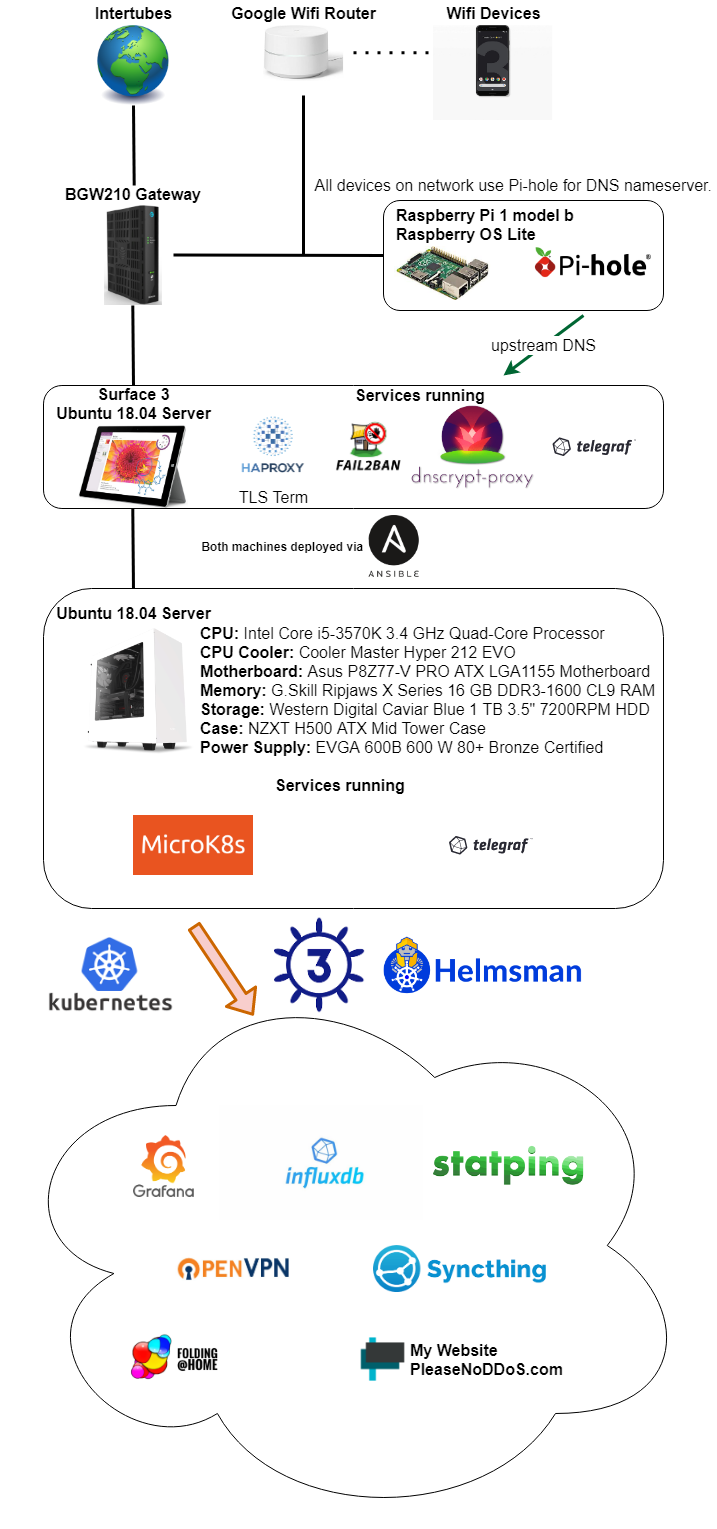 Intertubes
Google Wifi Router
Wifi Devices
BGW210 Gateway
All devices on network use Pi-hole for DNS nameserver.
Raspberry Pi 1 model b
Raspberry OS Lite
Pi-hole®
upstream DNS
Surface 3
Ubuntu 18.04 Server
Services running
HAPROXY
TLS Term
FAIL2BAN
dnscrypt-proxy
telegraf
Both machines deployed via
A
ANSIBLE
Ubuntu 18.04 Server
CPU: Intel Core i5-3570K 3.4 GHz Quad-Core Processor
CPU Cooler: Cooler Master Hyper 212 EVO
Motherboard: Asus P8Z77-V PRO ATX LGA1155 Motherboard
Memory: G.Skill Ripjaws X Series 16 GB DDR3-1600 CL9 RAM
Storage: Western Digital Caviar Blue 1 TB 3.5" 7200RPM HDD
Case: NZXT H500 ATX Mid Tower Case
Power Supply: EVGA 600B 600 W 80+ Bronze Certified
Services running
MicroK8s
telegraf
kubernetes
3
Helmsman
Grafana
influxdb
statping
OPENVPN
Syncthing
FOLDING
@HOME
My Website
PleaseNoDDoS.com